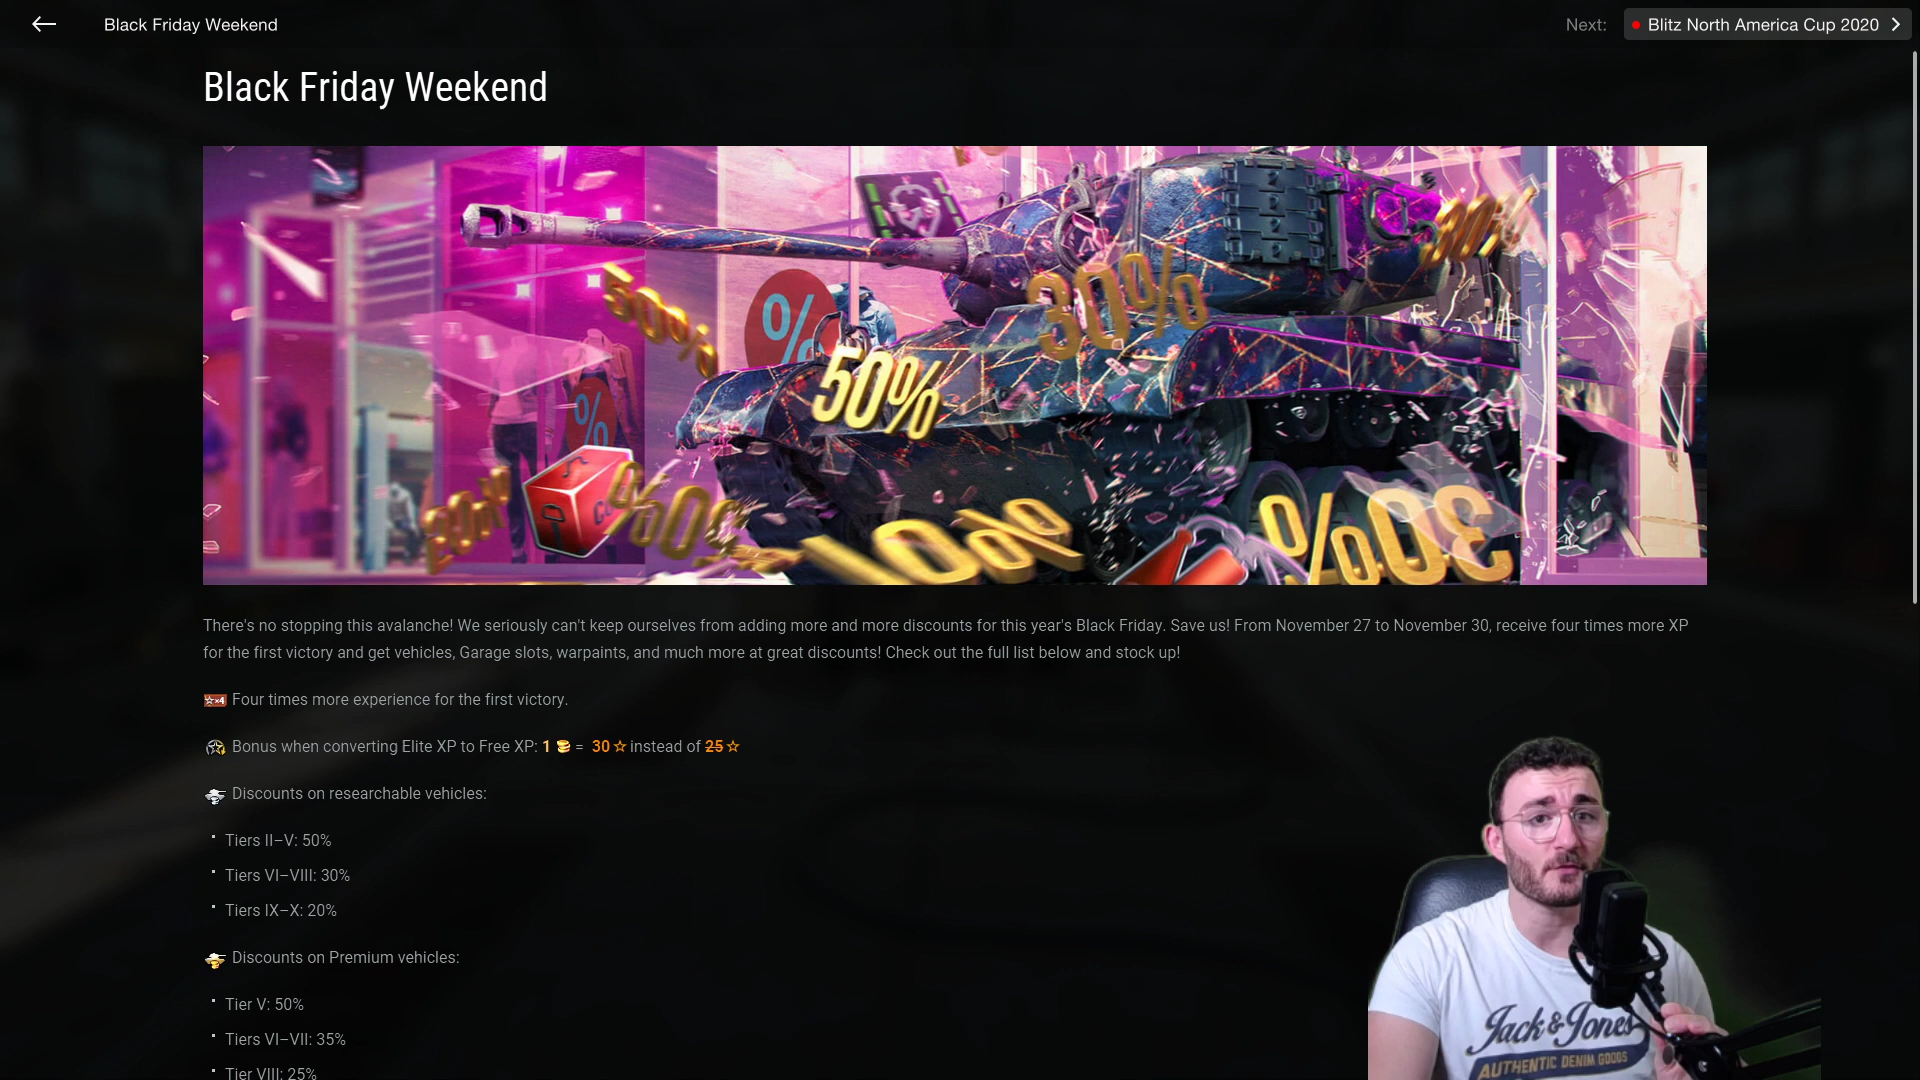 Black Friday Weekend
Next: Blitz North America Cup 2020
Black Friday Weekend
50%
30%
30%
%
50%
%
30%
There's no stopping this avalanche! We seriously can't keep ourselves from adding more and more discounts for this year's Black Friday. Save us! From November 27 to November 30, receive four times more XP
for the first victory and get vehicles, Garage slots, warpaints, and much more at great discounts! Check out the full list below and stock up!
x4 Four times more experience for the first victory.
Bonus when converting Elite XP to Free XP: 1 = 30 instead of 25
Discounts on researchable vehicles:
Tiers II–V: 50%
Tiers VI–VIII: 30%
Tiers IX–X: 20%
Discounts on Premium vehicles:
Tier V: 50%
Tiers VI–VII: 35%
Tier VIII: 25%
Jack & Jones
AUTHENTIC DENIM GOODS